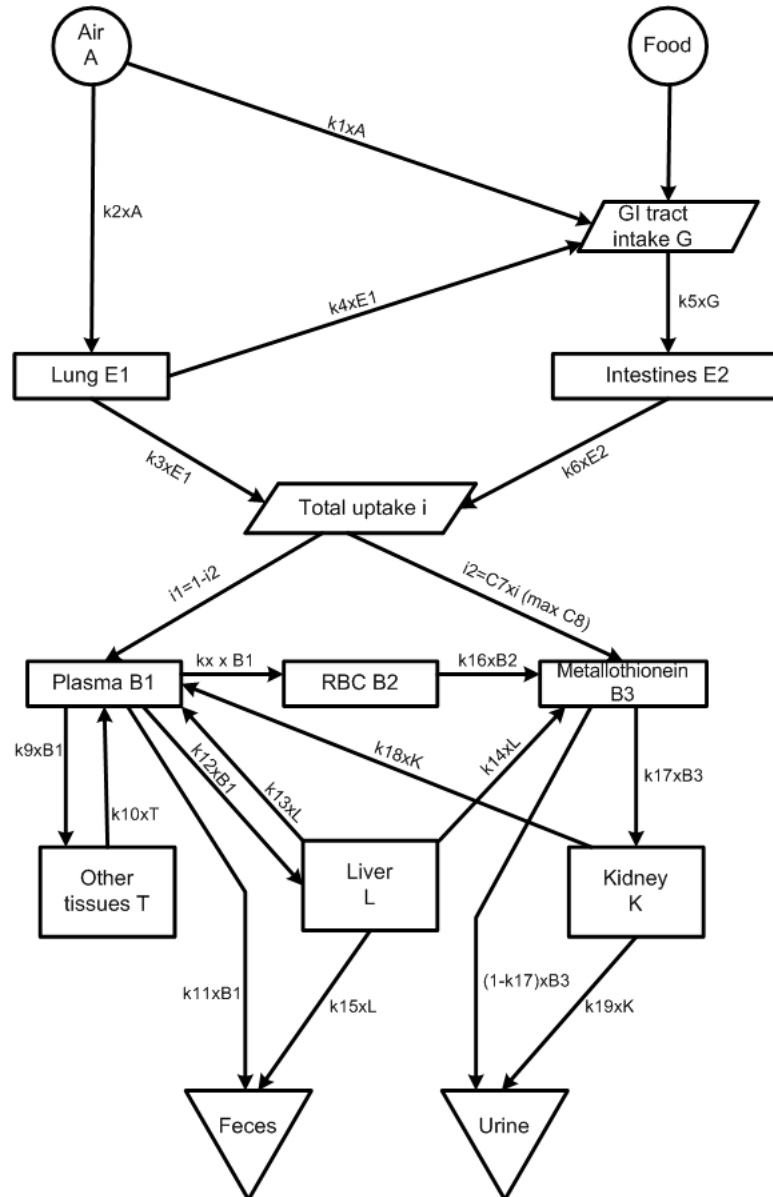 Air
A
Food
k1xA
GI tract
intake G
k2xA
k4xE1
k5xG
Lung E1
Intestines E2
k3xE1
k6xE2
Total uptake i
i1=1-i2
i2=C7xi (max C8)
Plasma B1
kx x B1
RBC B2
k16xB2
Metallothionein
B3
k9xB1
k10xT
k12xB1
k13xL
k18xK
k14xL
k17xB3
Other
tissues T
Liver
L
Kidney
K
k11xB1
k15xL
(1-k17)xB3
k19xK
Feces
Urine